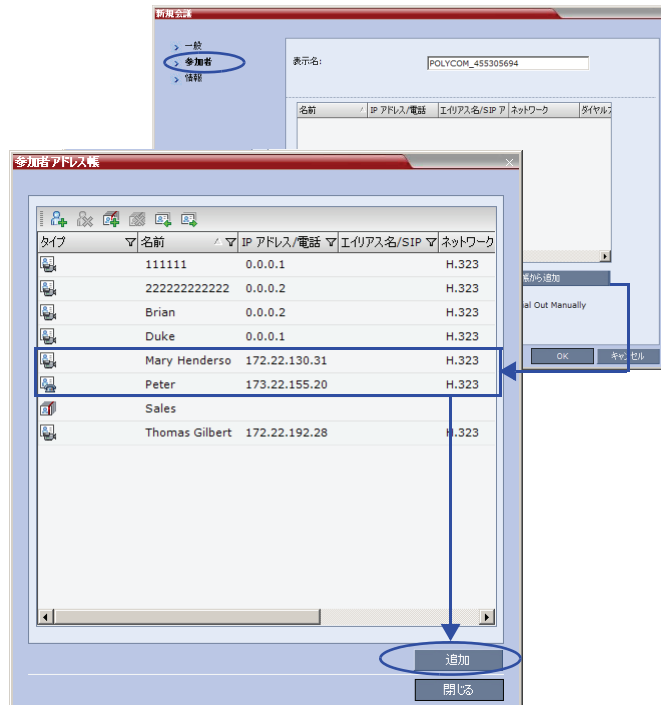 新規会議
一般
参加者
情報
表示名:
POLYCOM_455305694
名前 IP アドレス/電話 エイリアス名/SIP ア ネットワーク ダイヤルア
帳から追加
ial Out Manually
OK キャンセル
参加者アドレス帳
タイプ 名前 IP アドレス/電話 エイリアス名/SIP ネットワーク
111111 0.0.0.1 H.323
222222222222 0.0.0.2 H.323
Brian 0.0.0.2 H.323
Duke 0.0.0.1 H.323
Mary Henderso 172.22.130.31 H.323
Peter 173.22.155.20 H.323
Sales
Thomas Gilbert 172.22.192.28 H.323
追加
閉じる